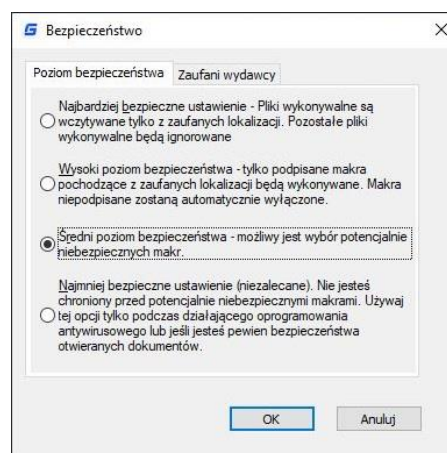 Bezpieczeństwo
Poziom bezpieczeństwa Zaufani wydawcy
Najbardziej bezpieczne ustawienie - Pliki wykonywalne są
wczytywane tylko z zaufanych lokalizacji. Pozostałe pliki
wykonywalne będą ignorowane
Wysoki poziom bezpieczeństwa - tylko podpisane makra
pochodzące z zaufanych lokalizacji będą wykonywane. Makra
niepodpisane zostaną automatycznie wyłączone.
Średni poziom bezpieczeństwa - możliwy jest wybór potencjalnie
niebezpiecznych makr.
Najmniej bezpieczne ustawienie (niezalecane). Nie jesteś
chroniony przed potencjalnie niebezpiecznymi makrami. Używaj
tej opcji tylko podczas działającego oprogramowania
antywirusowego lub jeśli jesteś pewien bezpieczeństwa
otwieranych dokumentów.
OK Anuluj